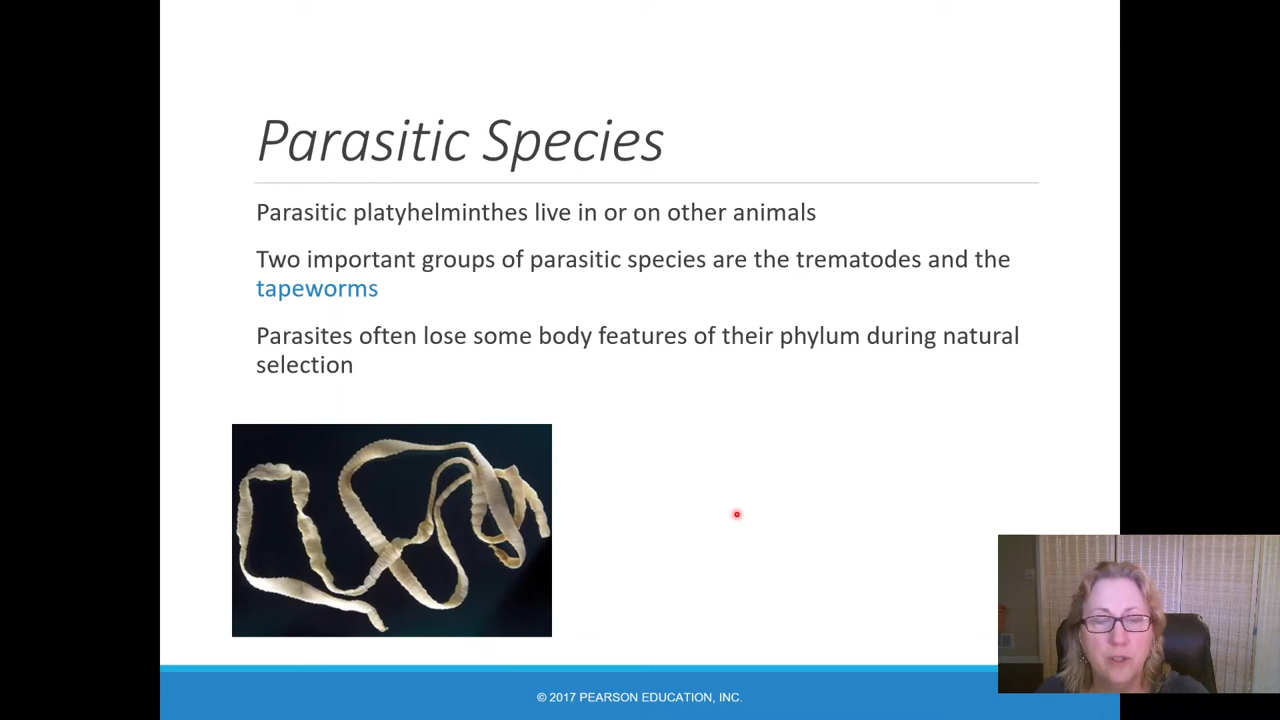 Parasitic Species
Parasitic platyhelminthes live in or on other animals
Two important groups of parasitic species are the trematodes and the
tapeworms
Parasites often lose some body features of their phylum during natural
selection
© 2017 PEARSON EDUCATION, INC.